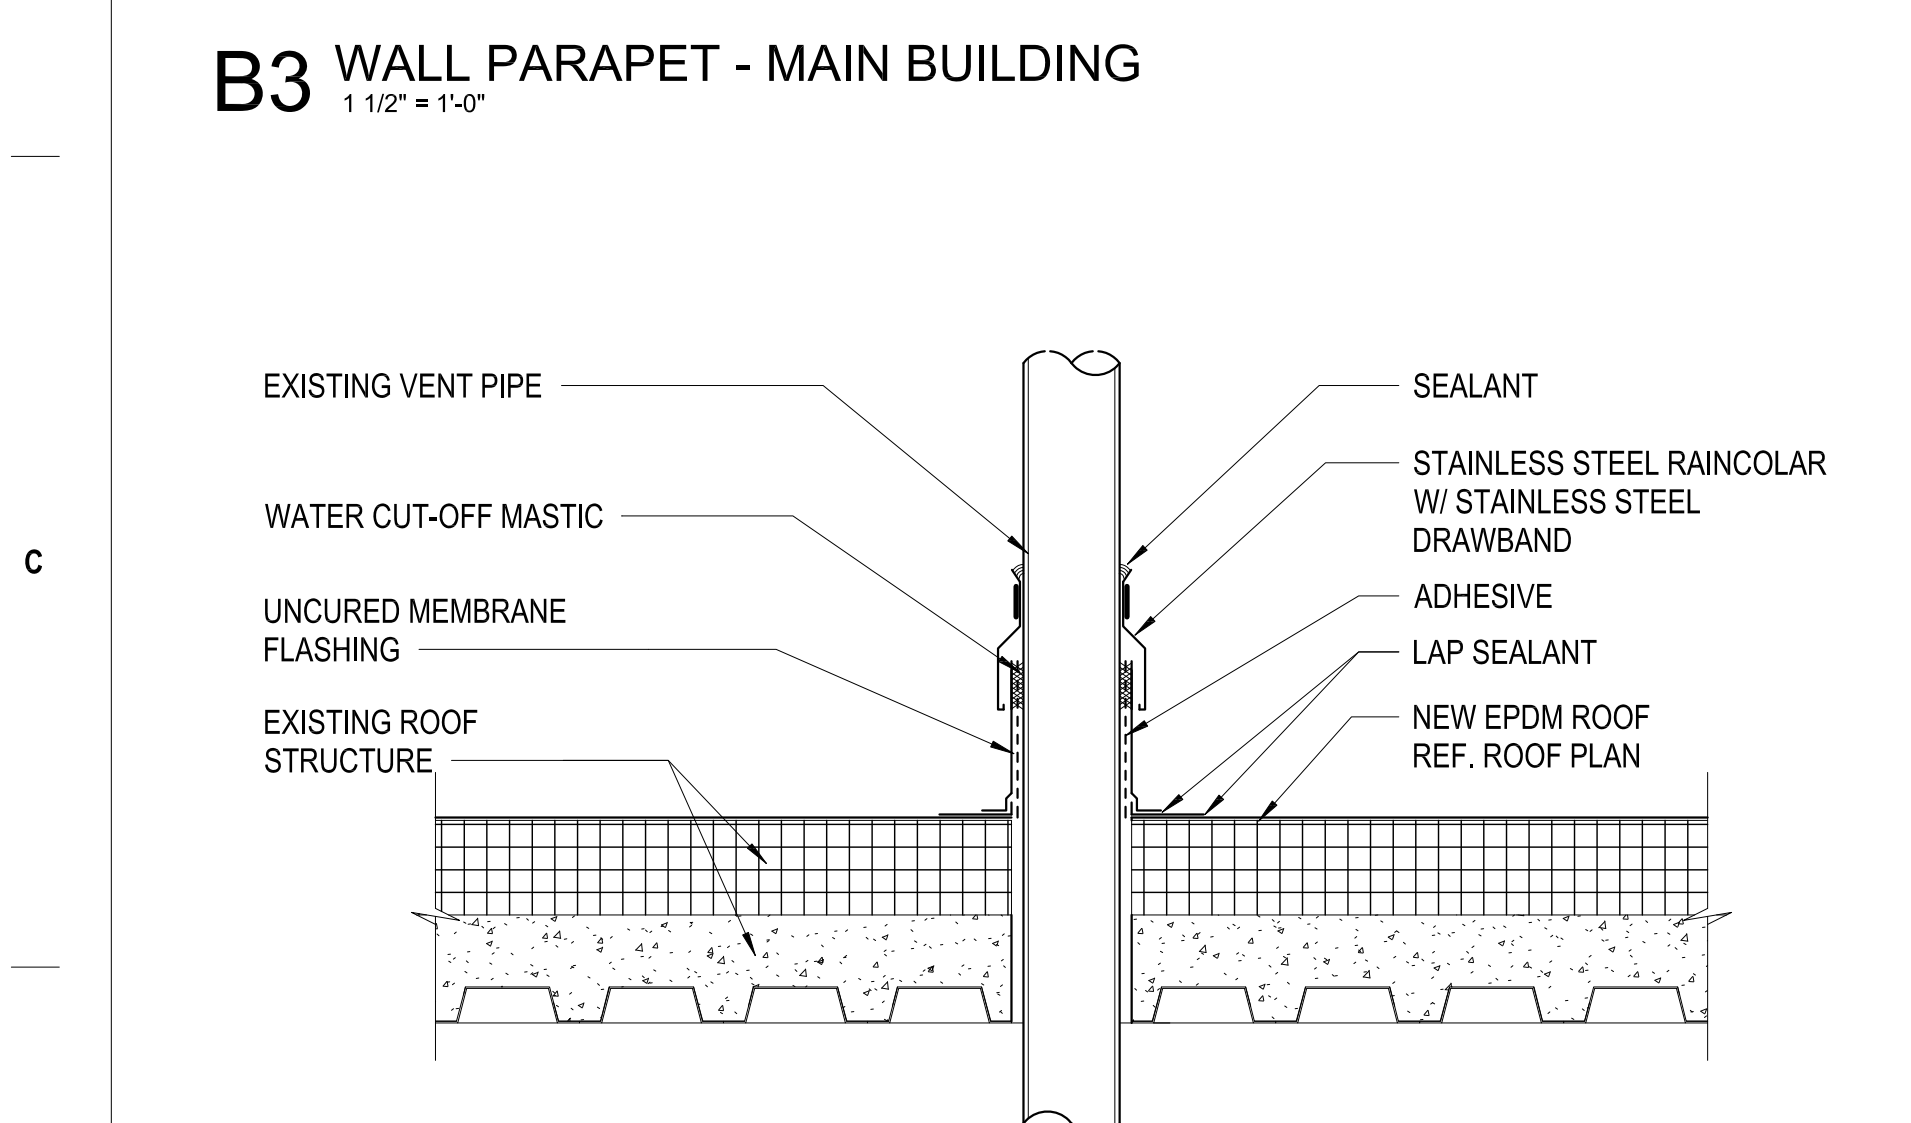 B3 WALL PARAPET - MAIN BUILDING
1 1/2" = 1'-0"
EXISTING VENT PIPE
WATER CUT-OFF MASTIC
UNCURED MEMBRANE
FLASHING
EXISTING ROOF
STRUCTURE
SEALANT
STAINLESS STEEL RAINCOLAR
W/ STAINLESS STEEL
DRAWBAND
ADHESIVE
LAP SEALANT
NEW EPDM ROOF
REF. ROOF PLAN
C